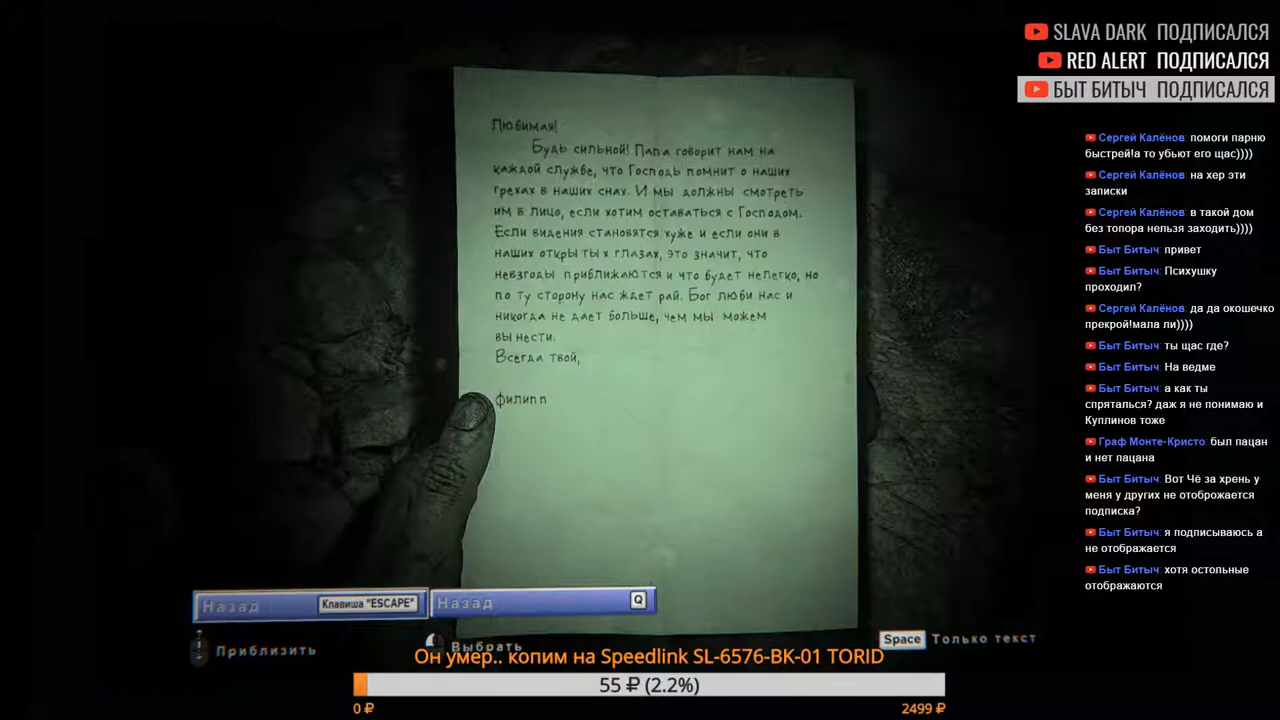 SLAVA DARK ПОДПИСАЛСЯ
RED ALERT ПОДПИСАЛСЯ
БЫТ БИТЫЧ ПОДПИСАЛСЯ
Любимая!
Будь сильной! Папа говорит нам на
каждой службе, что Господь помнит о наших
грехах в наших снах. И мы должны смотреть
им в лицо, если хотим оставаться с Господом.
Если видения становятся хуже и если они в
наших открытых глазах, это значит, что
невзгоды приближаются и что будет нелегко, но
по ту сторону нас ждет рай. Бог люби нас и
никогда не дает больше, чем мы можем
вынести.
Всегда твой,
филипп
Сергей Калёнов: помоги парню
быстрей!а то убьют его щас))))
Сергей Калёнов: на хер эти
записки
Сергей Калёнов: в такой дом
без топора нельзя заходить))))
Быт Битыч: привет
Быт Битыч: Психушку
проходил?
Сергей Калёнов: да да окошечко
прекрой!мала ли))))
Быт Битыч: ты щас где?
Быт Битыч: На ведме
Быт Битыч: а как ты
спрятались? даж я не понимаю и
Куплинов тоже
Граф Монте-Кристо: был пацан
и нет пацана
Быт Битыч: Вот Чё за хрень у
меня у других не отоброжается
подписка?
Быт Битыч: я подписываюсь а
не отображается
Быт Битыч: хотя остольные
отображаются
Назад Клавиша "ESCAPE" Назад Q
Приблизить Выбрать Space Только текст
Он умер.. копим на Speedlink SL-6576-BK-01 TORID
55 ₽ (2.2%)
0 ₽ 2499 ₽